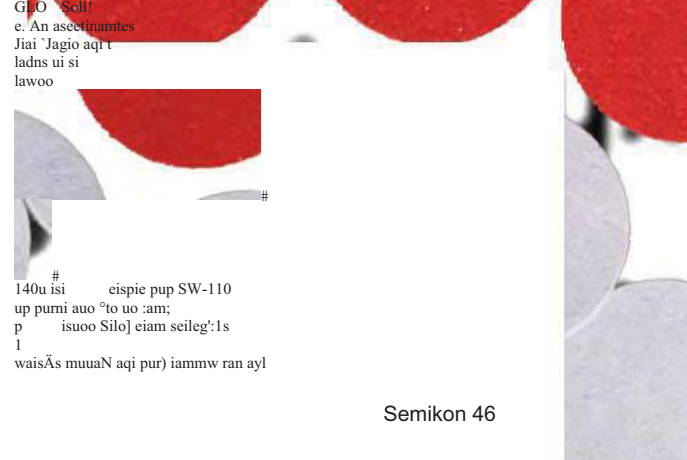 GLO Soll!
e. An aseetinamtes
Jiai `Jagio aqi t
ladns ui si
lawoo
#
#
140u isi eispie pup SW-110
up purni auo °to uo :am;
p isuoo Silo] eiam seileg':1s
1
waisÄs muuaN aqi pur) iammw ran ayl
Semikon 46